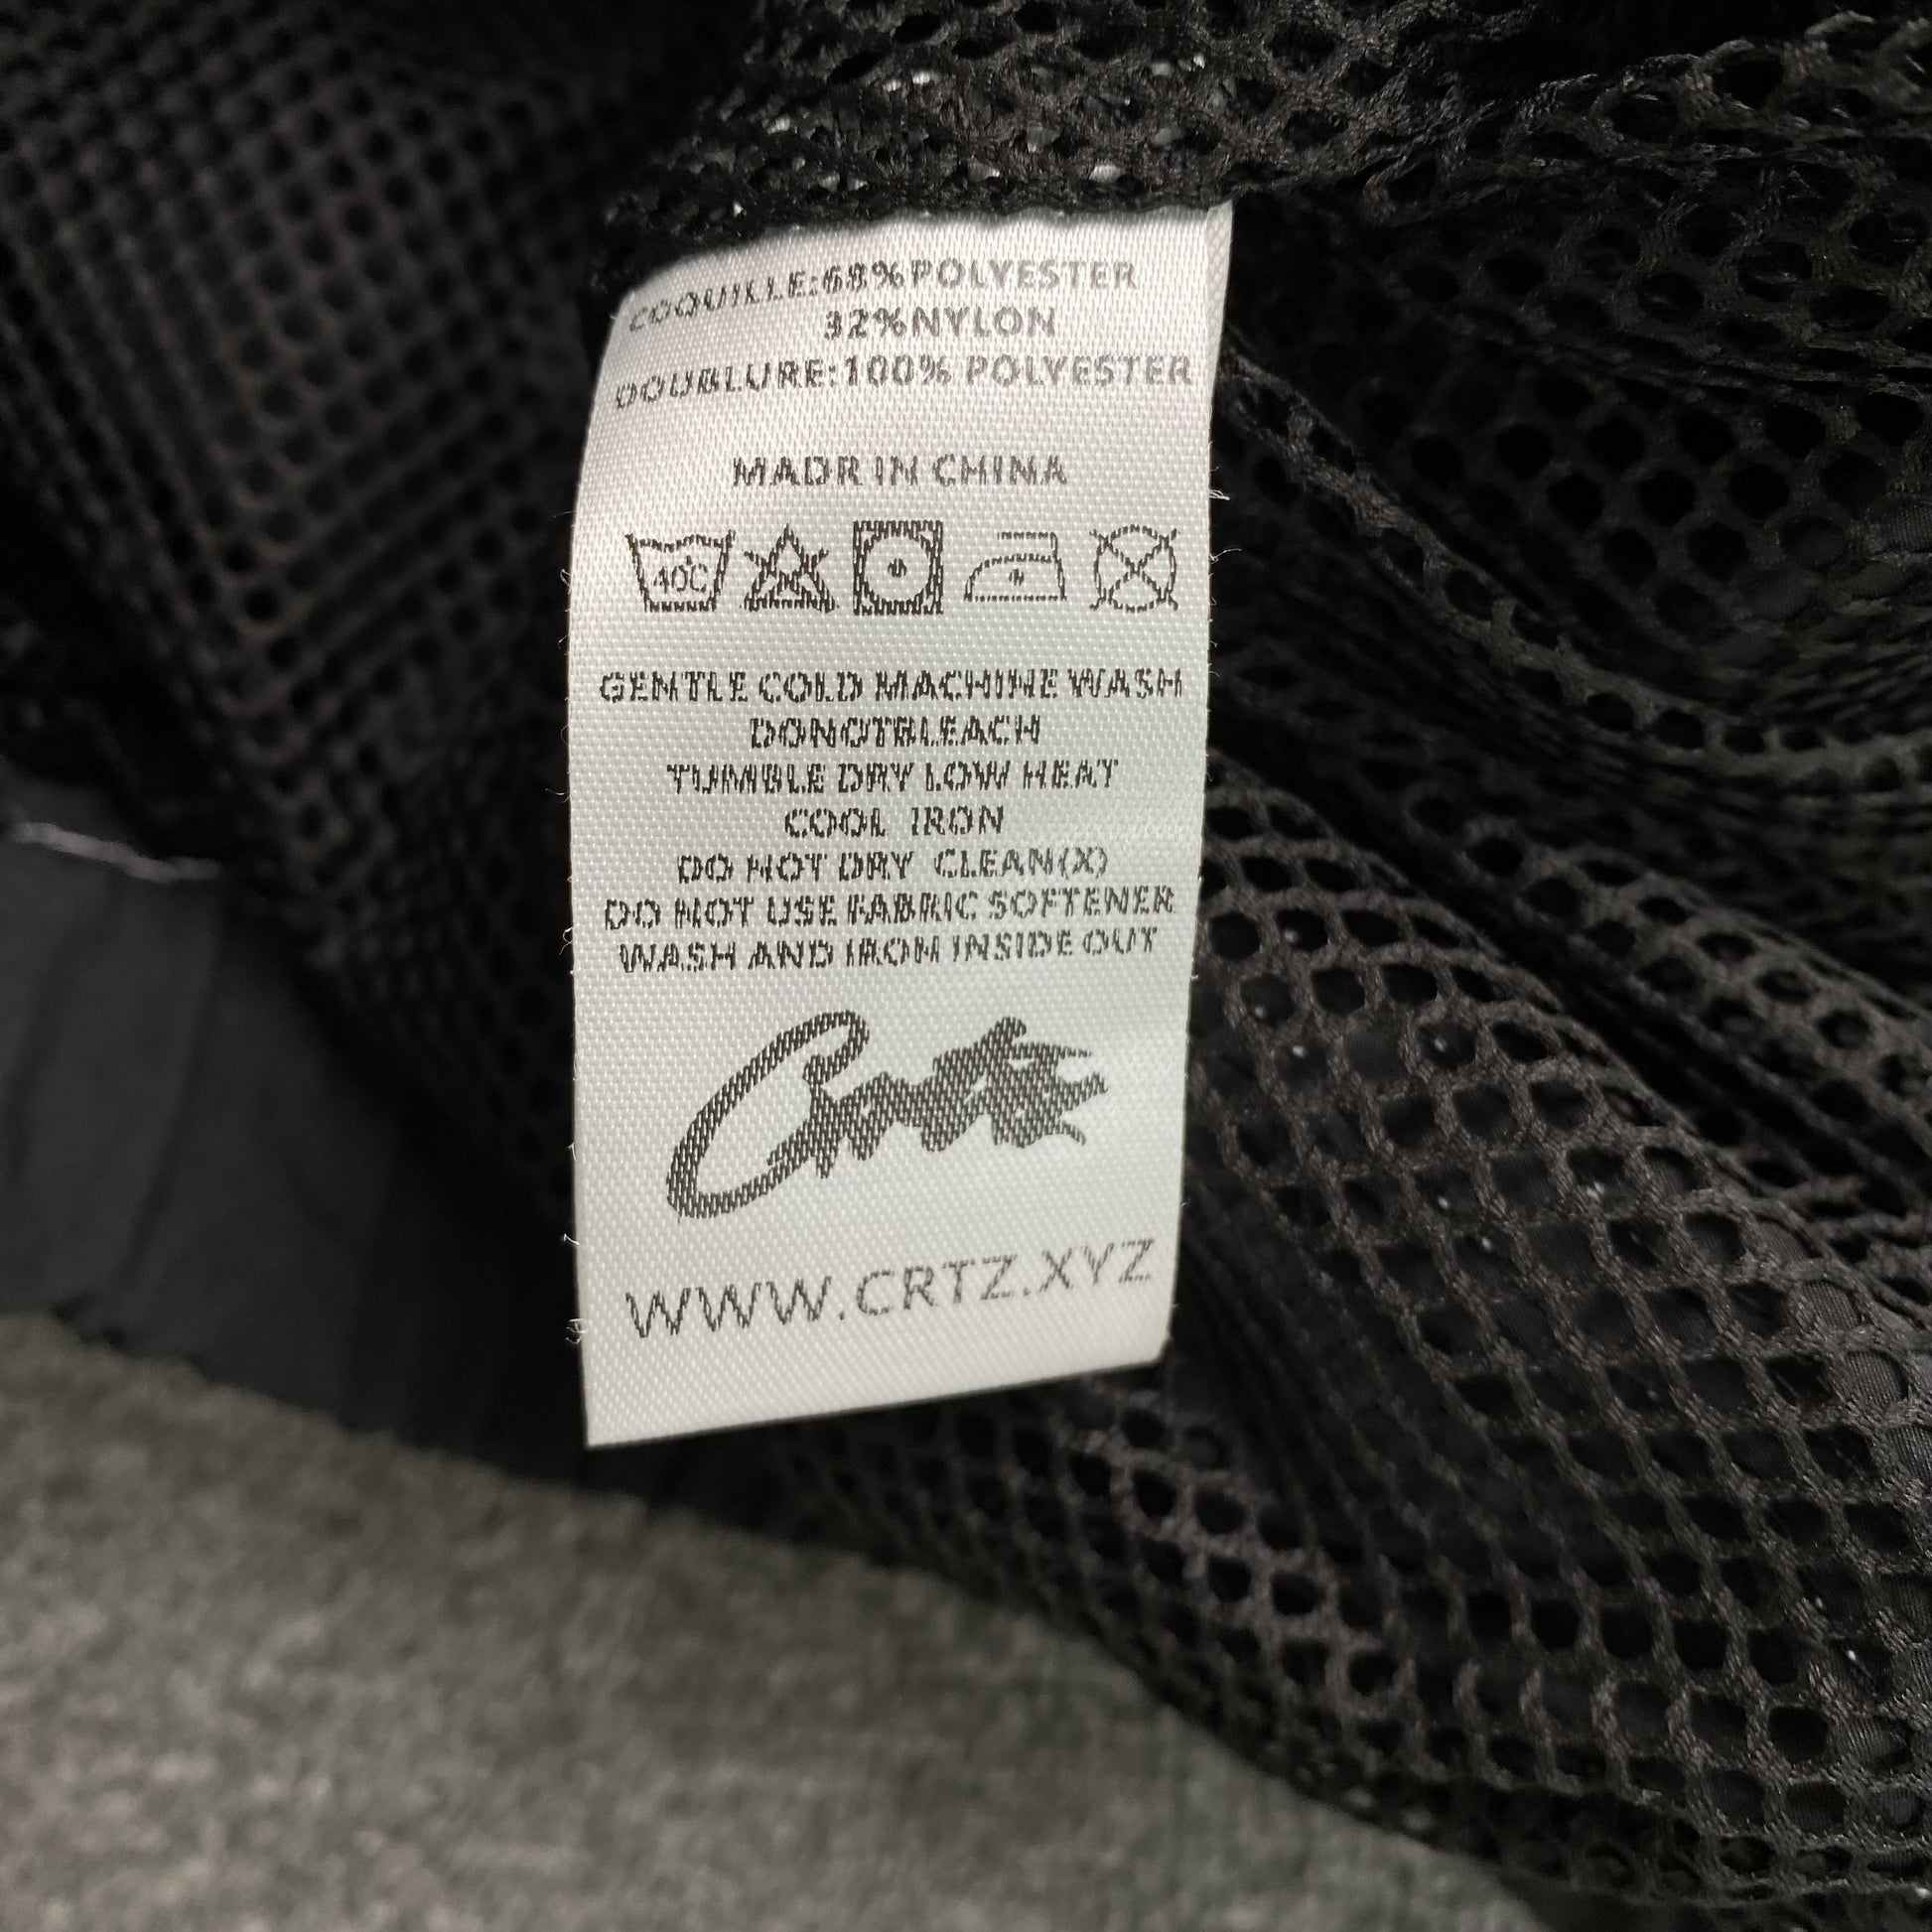 COQUILLE:68%POLYESTER
32%NYLON
DOUBLURE:100% POLYESTER
MADR IN CHINA
40C
GENTLE COLD MACHINE WASH
DONOTBLEACH
TUMBLE DRY LOW HEAT
COOL IRON
DO NOT DRY CLEAN(X)
DO NOT USE FABRIC SOFTENER
WASH AND IRON INSIDE OUT
WWW.CRTZ.XYZ